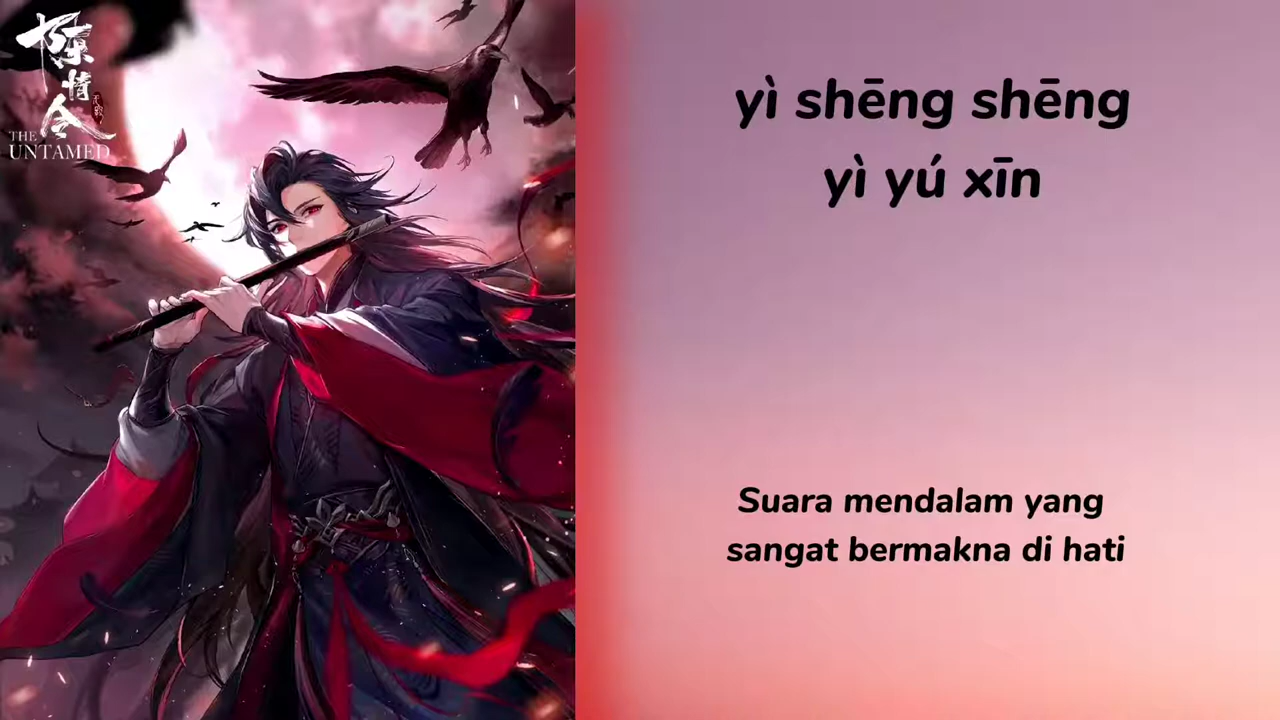 陈情令
THE
UNTAMED
yì shēng shēng
yì yú xīn
Suara mendalam yang
sangat bermakna di hati